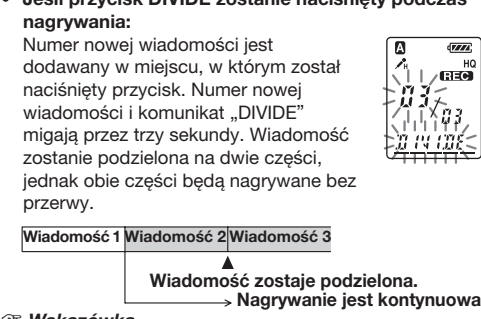 • Jeśli przycisk DIVIDE zostanie naciśnięty podczas
nagrywania:
Numer nowej wiadomości jest
dodawany w miejscu, w którym został
naciśnięty przycisk. Numer nowej
wiadomości i komunikat „DIVIDE”
migają przez trzy sekundy. Wiadomość
zostanie podzielona na dwie części,
jednak obie części będą nagrywane bez
przerwy.
A
HQ
REC
03
03
Wiadomość 1 Wiadomość 2 Wiadomość 3
Wiadomość zostaje podzielona.
Nagrywanie jest kontynuowa
Wskazówka